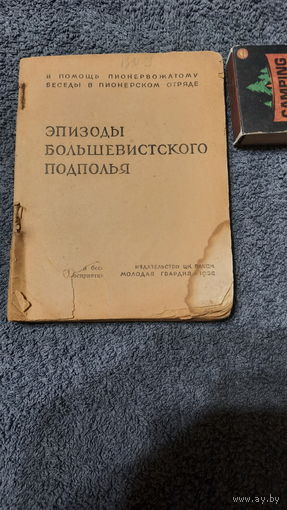 В ПОМОЩЬ ПИОНЕРВОЖАТОМУ
БЕСЕДЫ В ПИОНЕРСКОМ ОТРЯДЕ
ЭПИЗОДЫ
БОЛЬШЕВИСТСКОГО
ПОДПОЛЬЯ
ИЗДАТЕЛЬСТВО ЦК ВЛКСМ
МОЛОДАЯ ГВАРДИЯ
CAMPING
www.ay.by